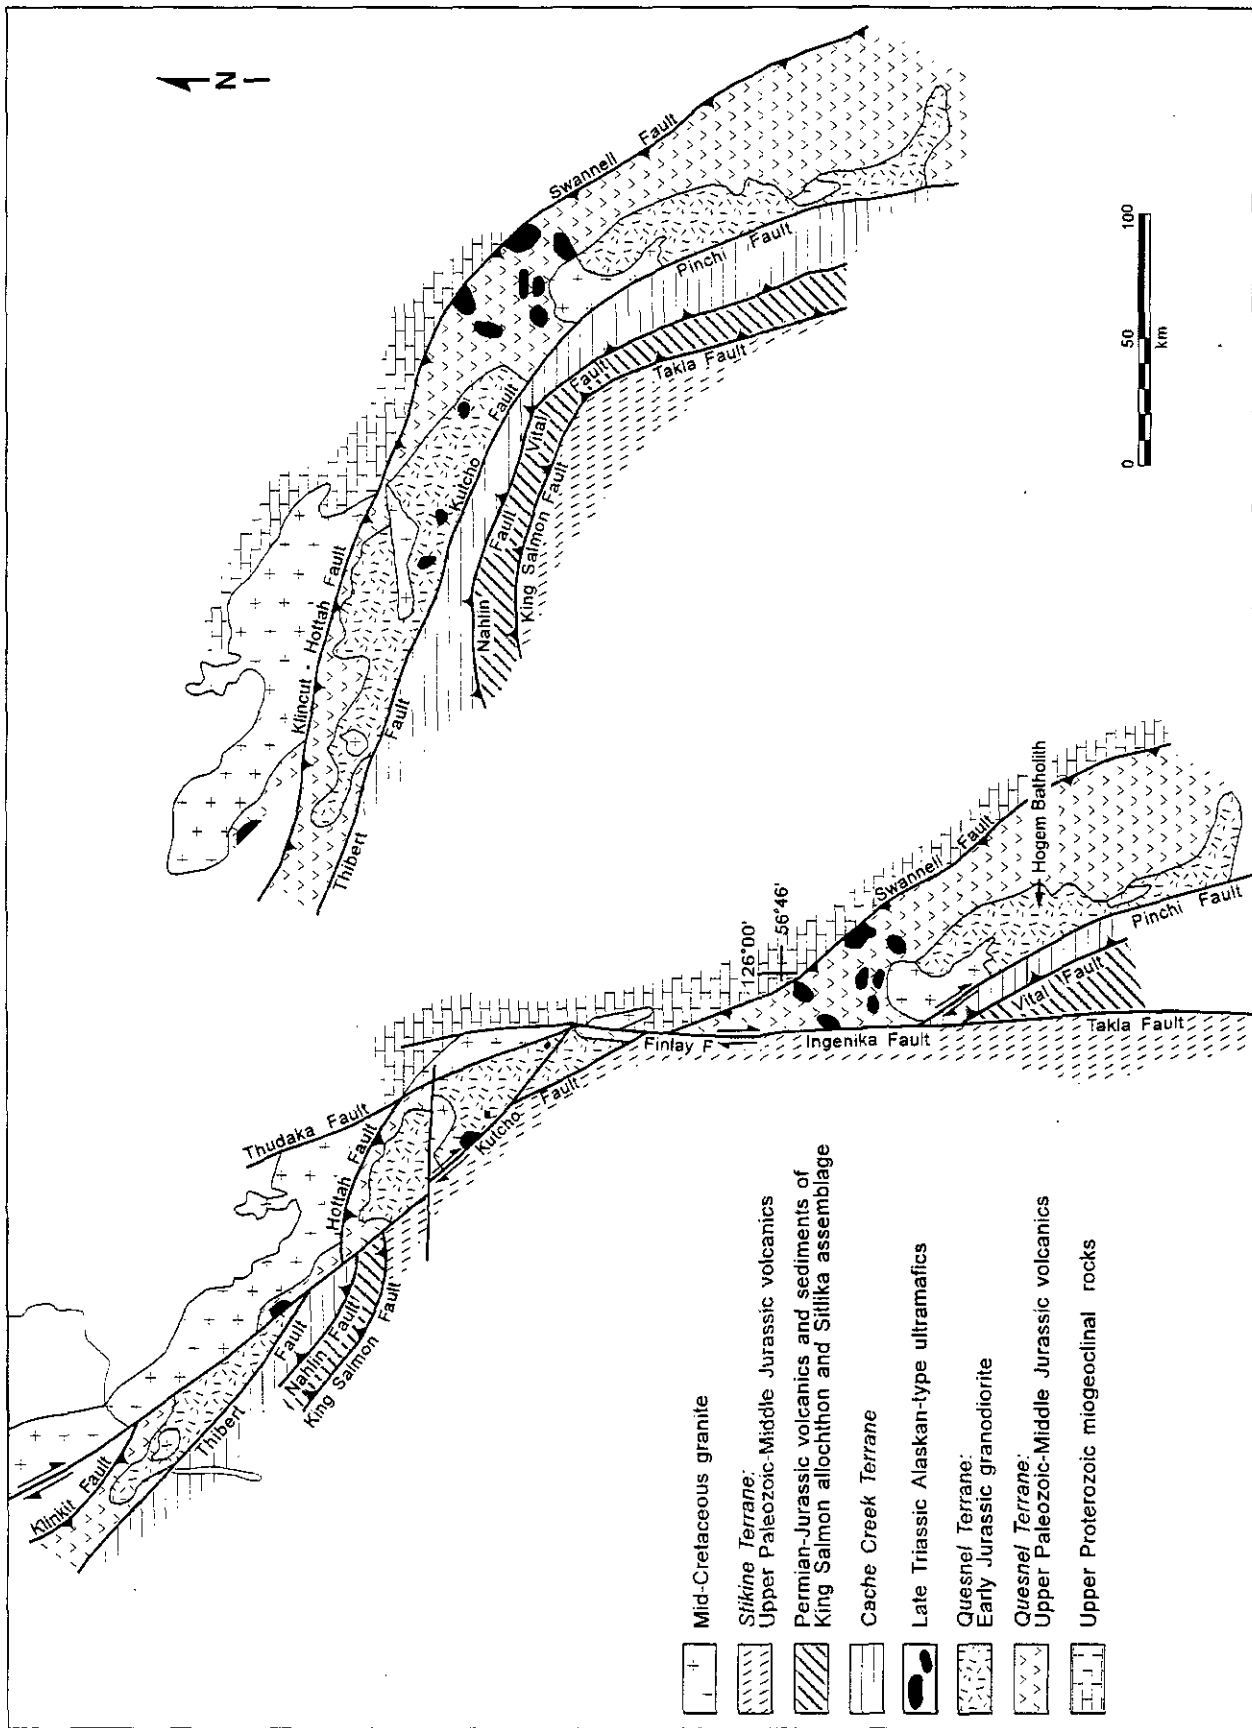 N
Swannell Fault
Pinchi Fault
Takla Fault
Vital Fault
Kutcho Fault
Nahlin Fault
King Salmon Fault
Klincut - Hottah Fault
Thibert Fault
0 50 100
km
126°00'
56°46'
Swannell Fault
Hogem Batholith
Pinchi Fault
Vital Fault
Takla Fault
Ingenika Fault
Finlay F
Kutcho Fault
Thudaka Fault
Hottah Fault
Nahlin Fault
King Salmon Fault
Thibert Fault
Klinkit Fault
Mid-Cretaceous granite
Stikine Terrane:
Upper Paleozoic-Middle Jurassic volcanics
Permian-Jurassic volcanics and sediments of
King Salmon allochthon and Sitlika assemblage
Cache Creek Terrane
Late Triassic Alaskan-type ultramafics
Quesnel Terrane:
Early Jurassic granodiorite
Quesnel Terrane:
Upper Paleozoic-Middle Jurassic volcanics
Upper Proterozoic miogeoclinal rocks